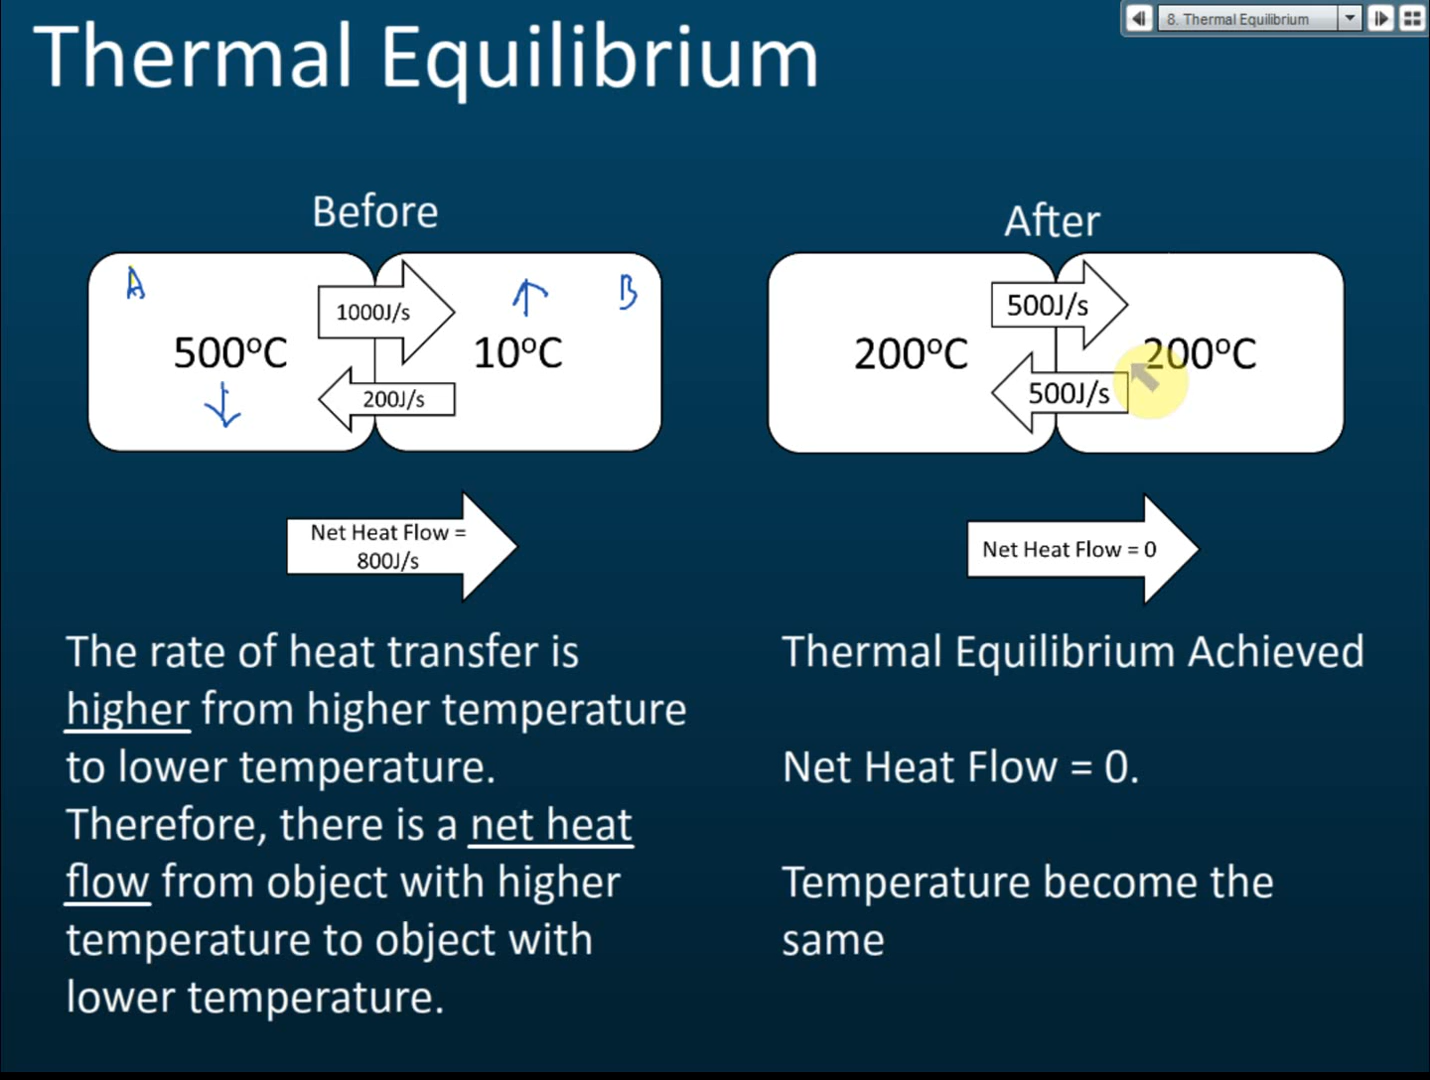 8. Thermal Equilibrium
Thermal Equilibrium
Before
A
B
1000J/s
500°C
10°C
200J/s
Net Heat Flow =
800J/s
The rate of heat transfer is
higher from higher temperature
to lower temperature.
Therefore, there is a net heat
flow from object with higher
temperature to object with
lower temperature.
After
500J/s
200°C
200°C
500J/s
Net Heat Flow = 0
Thermal Equilibrium Achieved
Net Heat Flow = 0.
Temperature become the
same